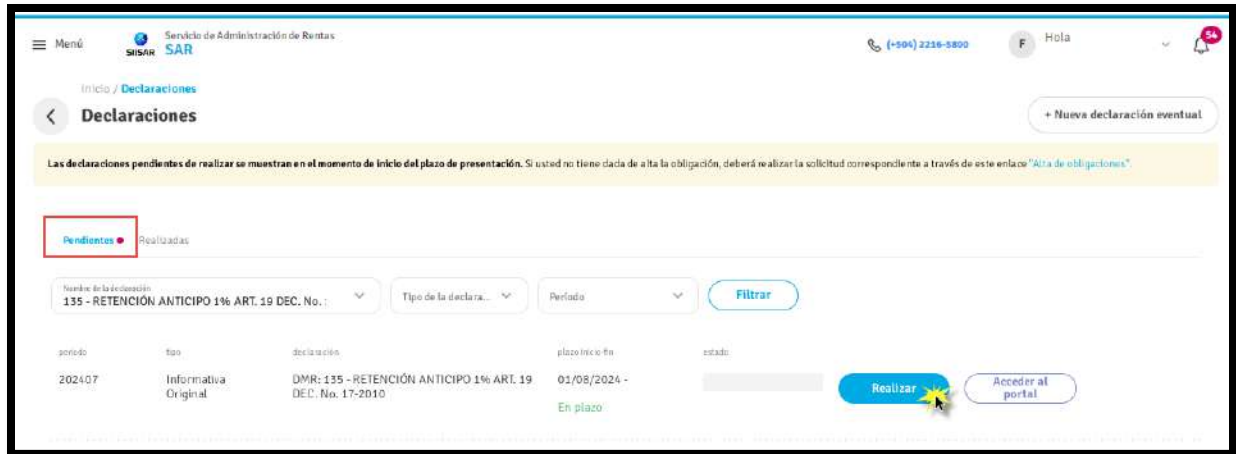 Menú
SIISAR
Servicio de Administración de Rentas
SAR
(+504) 2216-5800
F
Hola
54
Inicio / Declaraciones
Declaraciones
+ Nueva declaración eventual
Las declaraciones pendientes de realizar se muestran en el momento de inicio del plazo de presentación. Si usted no tiene dada de alta la obligación, deberá realizar la solicitud correspondiente a través de este enlace "Alta de obligaciones".
Pendientes
Realizadas
Nombre de la declaración
135 - RETENCIÓN ANTICIPO 1% ART. 19 DEC. No. :
Tipo de la declara...
Período
Filtrar
periodo tipo declaración plazo inicio-fin estado
202407 Informativa DMR: 135 - RETENCIÓN ANTICIPO 1% ART. 19 01/08/2024 - Realizar Acceder al
Original DEC. No. 17-2010 En plazo portal